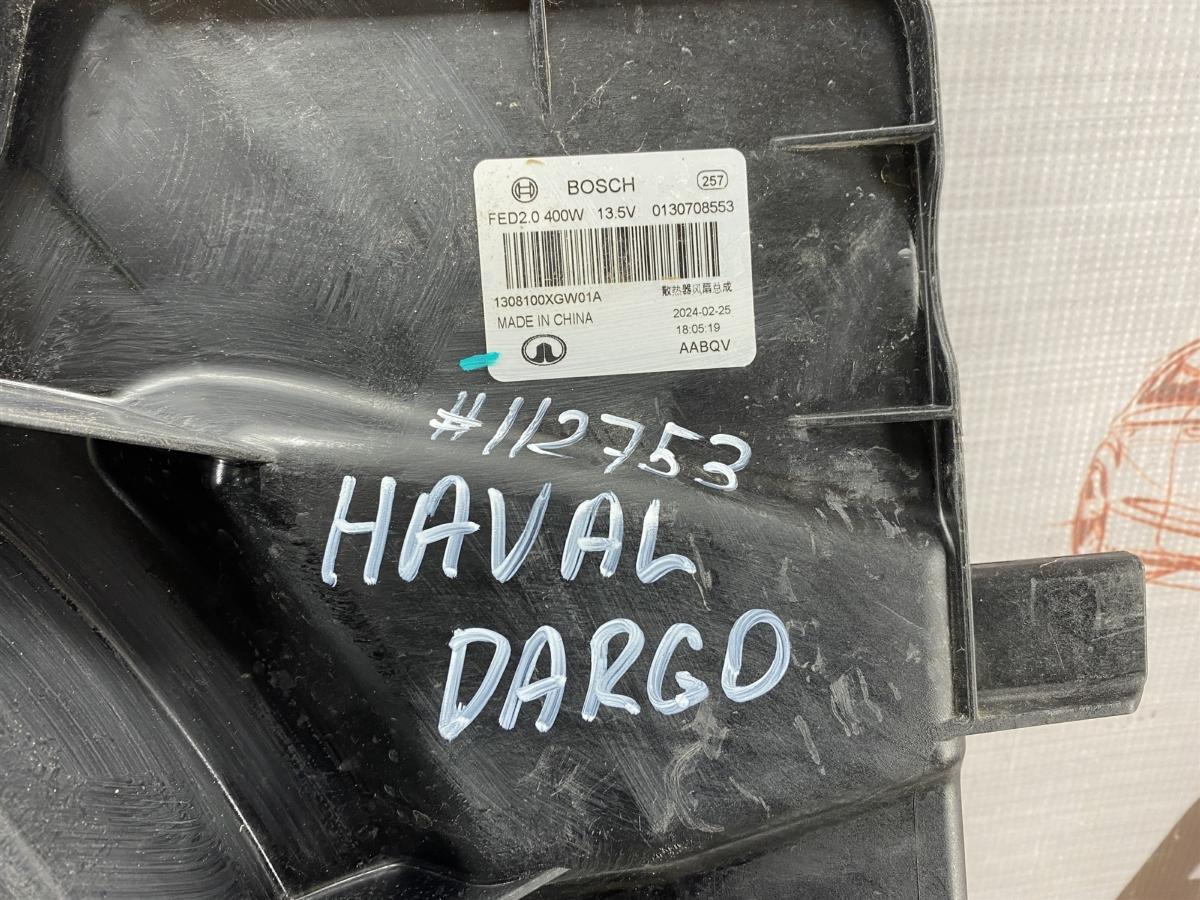 BOSCH 257
FED2.0 400W 13.5V 0130708553
1308100XGW01A 散热器风扇总成
MADE IN CHINA 2024-02-25
18:05:19
AABQV
#112753
HAVAL
DARGO